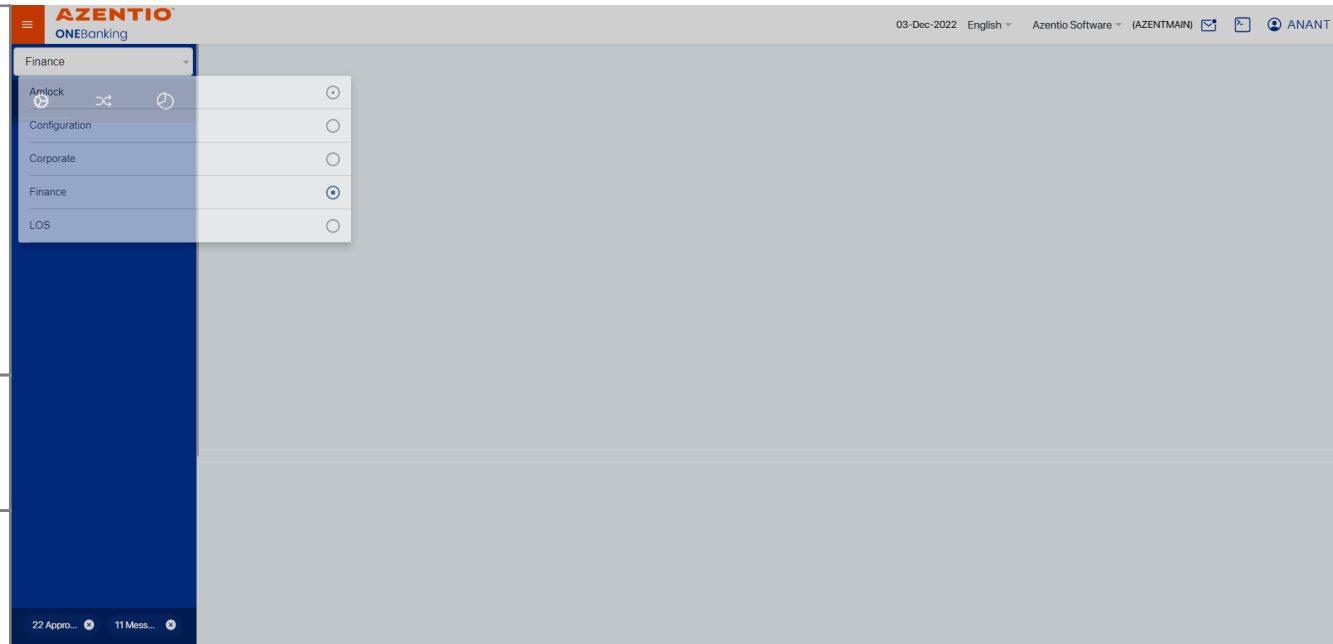 AZENTIO™
ONEBanking
03-Dec-2022 English Azentio Software (AZENTMAIN) ANANT
Finance
Amlock
Configuration
Corporate
Finance
LOS
22 Appro... 11 Mess...